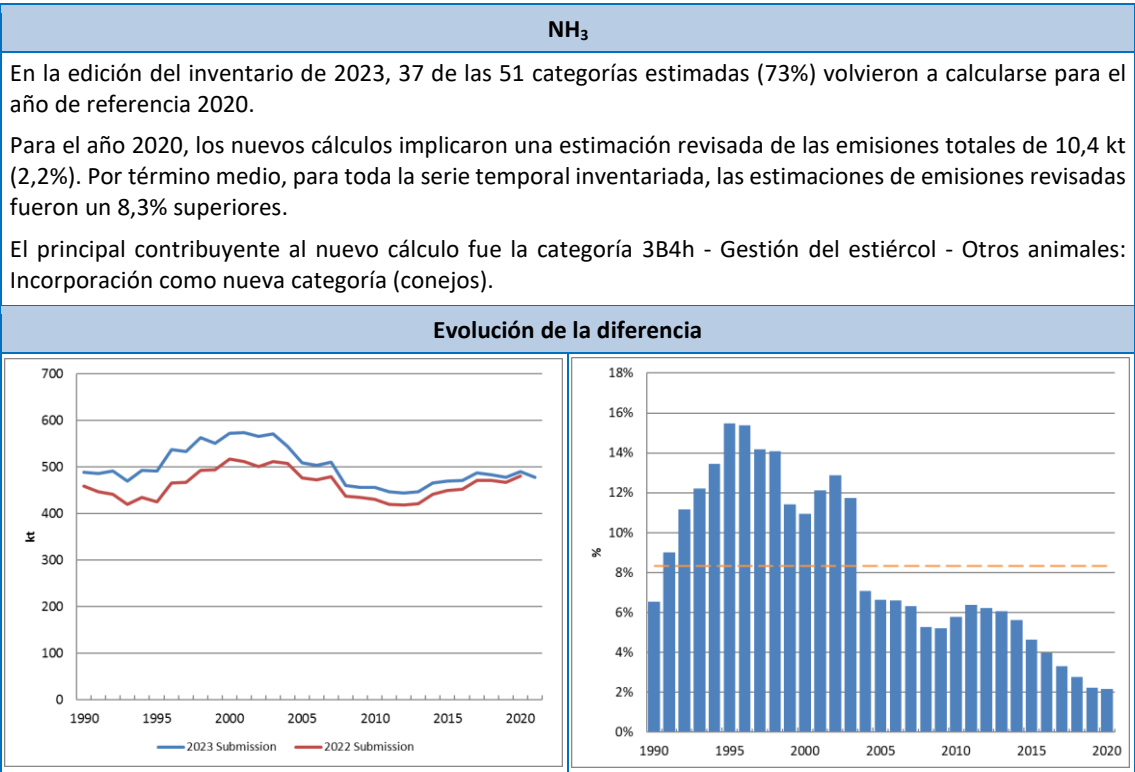 NH₃
En la edición del inventario de 2023, 37 de las 51 categorías estimadas (73%) volvieron a calcularse para el
año de referencia 2020.
Para el año 2020, los nuevos cálculos implicaron una estimación revisada de las emisiones totales de 10,4 kt
(2,2%). Por término medio, para toda la serie temporal inventariada, las estimaciones de emisiones revisadas
fueron un 8,3% superiores.
El principal contribuyente al nuevo cálculo fue la categoría 3B4h - Gestión del estiércol - Otros animales:
Incorporación como nueva categoría (conejos).
Evolución de la diferencia
700
600
500
400
300
200
100
0
kt
1990 1995 2000 2005 2010 2015 2020
2023 Submission 2022 Submission
18%
16%
14%
12%
10%
8%
6%
4%
2%
0%
%
1990 1995 2000 2005 2010 2015 2020